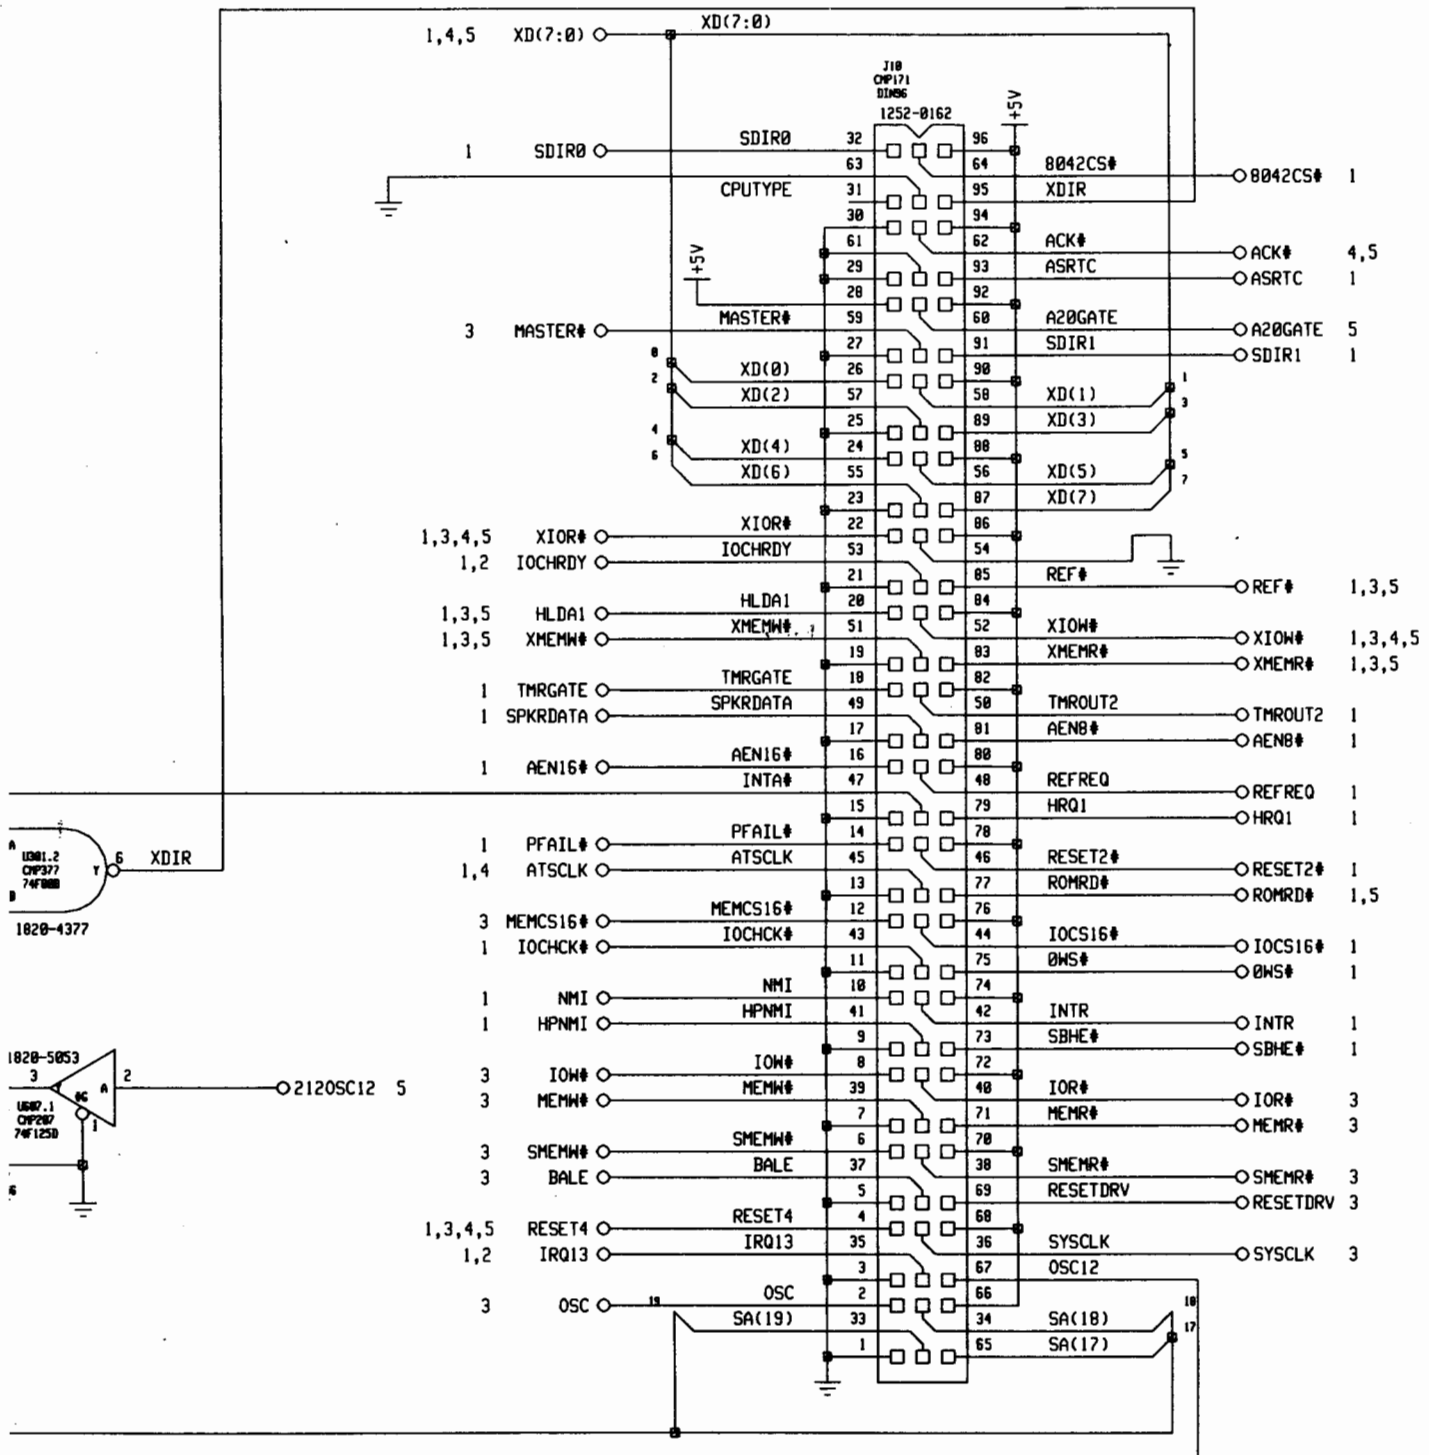 XD(7:0)
1,4,5 XD(7:0)
J10
CMP171
DIN96
1252-0162
+5V
SDIR0 32 96
1 SDIR0
63 64 8042CS#
8042CS# 1
CPUTYPE 31 95 XDIR
30 94
61 62 ACK#
ACK# 4,5
+5V
29 93 ASRTC
ASRTC 1
28 92
MASTER# 59 60 A20GATE
3 MASTER#
A20GATE 5
27 91 SDIR1
SDIR1 1
0 XD(0) 26 90
2 XD(2) 57 58 XD(1) 1
25 89 XD(3) 3
4 XD(4) 24 88
6 XD(6) 55 56 XD(5) 5
23 87 XD(7) 7
XIOR# 22 86
1,3,4,5 XIOR#
IOCHRDY 53 54
1,2 IOCHRDY
21 85 REF#
REF# 1,3,5
HLDA1 20 84
1,3,5 HLDA1
XMEMW# 51 52 XIOW#
1,3,5 XMEMW#
XIOW# 1,3,4,5
19 83 XMEMR#
XMEMR# 1,3,5
TMRGATE 18 82
1 TMRGATE
SPKRDATA 49 50 TMROUT2
1 SPKRDATA
TMROUT2 1
17 81 AEN8#
AEN8# 1
AEN16# 16 80
1 AEN16#
INTA# 47 48 REFREQ
REFREQ 1
15 79 HRQ1
HRQ1 1
PFAIL# 14 78
1 PFAIL#
ATSCLK 45 46 RESET2#
1,4 ATSCLK
RESET2# 1
A
U301.2
CMP377
Y 6 XDIR
1820-4377
13 77 ROMRD#
ROMRD# 1,5
MEMCS16# 12 76
3 MEMCS16#
IOCHCK# 43 44 IOCS16#
1 IOCHCK#
IOCS16# 1
11 75 0WS#
0WS# 1
NMI 10 74
1 NMI
HPNMI 41 42 INTR
1 HPNMI
INTR 1
9 73 SBHE#
SBHE# 1
1820-5053
3 A 2
OG
1
U607.1
CMP207
74F125D
212OSC12 5
IOW# 8 72
3 IOW#
MEMW# 39 40 IOR#
3 MEMW#
IOR# 3
7 71 MEMR#
MEMR# 3
SMEMW# 6 70
3 SMEMW#
BALE 37 38 SMEMR#
3 BALE
SMEMR# 3
5 69 RESETDRV
RESETDRV 3
RESET4 4 68
1,3,4,5 RESET4
IRQ13 35 36 SYSCLK
1,2 IRQ13
SYSCLK 3
3 67 OSC12
OSC 2 66
3 OSC
19 SA(19) 33 34 SA(18) 18
1 65 SA(17) 17